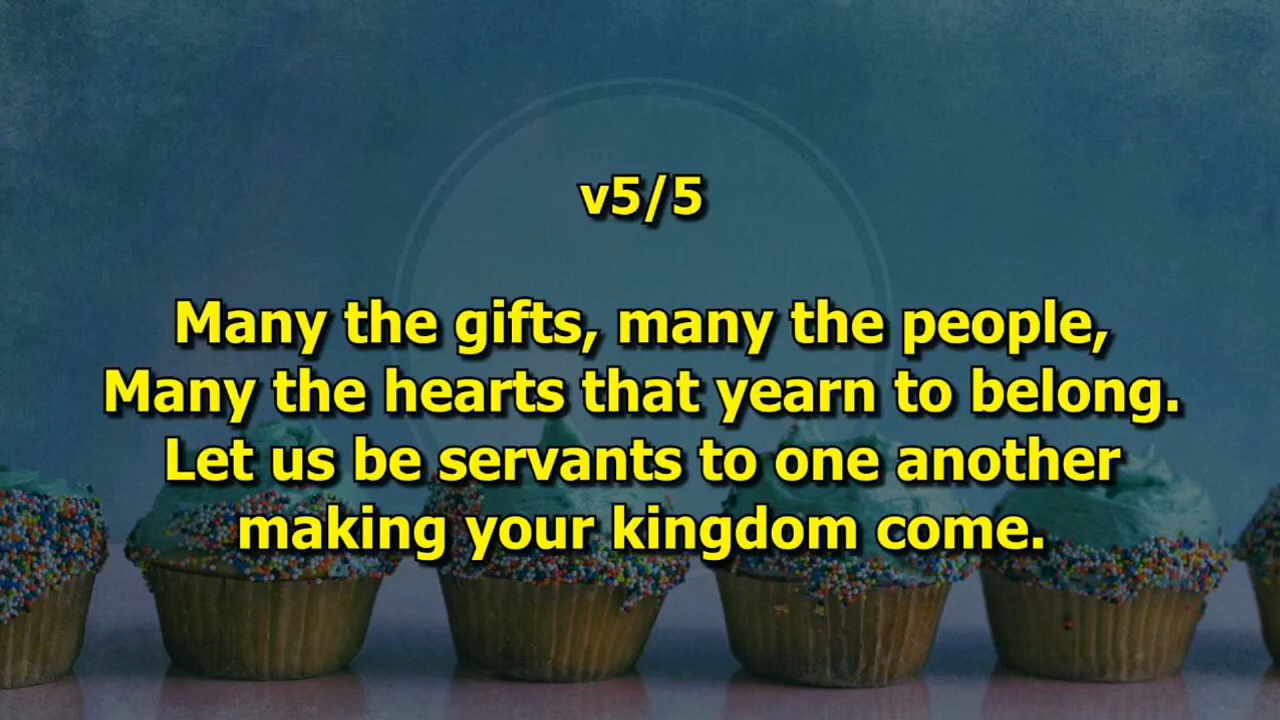 v5/5
Many the gifts, many the people,
Many the hearts that yearn to belong.
Let us be servants to one another
making your kingdom come.